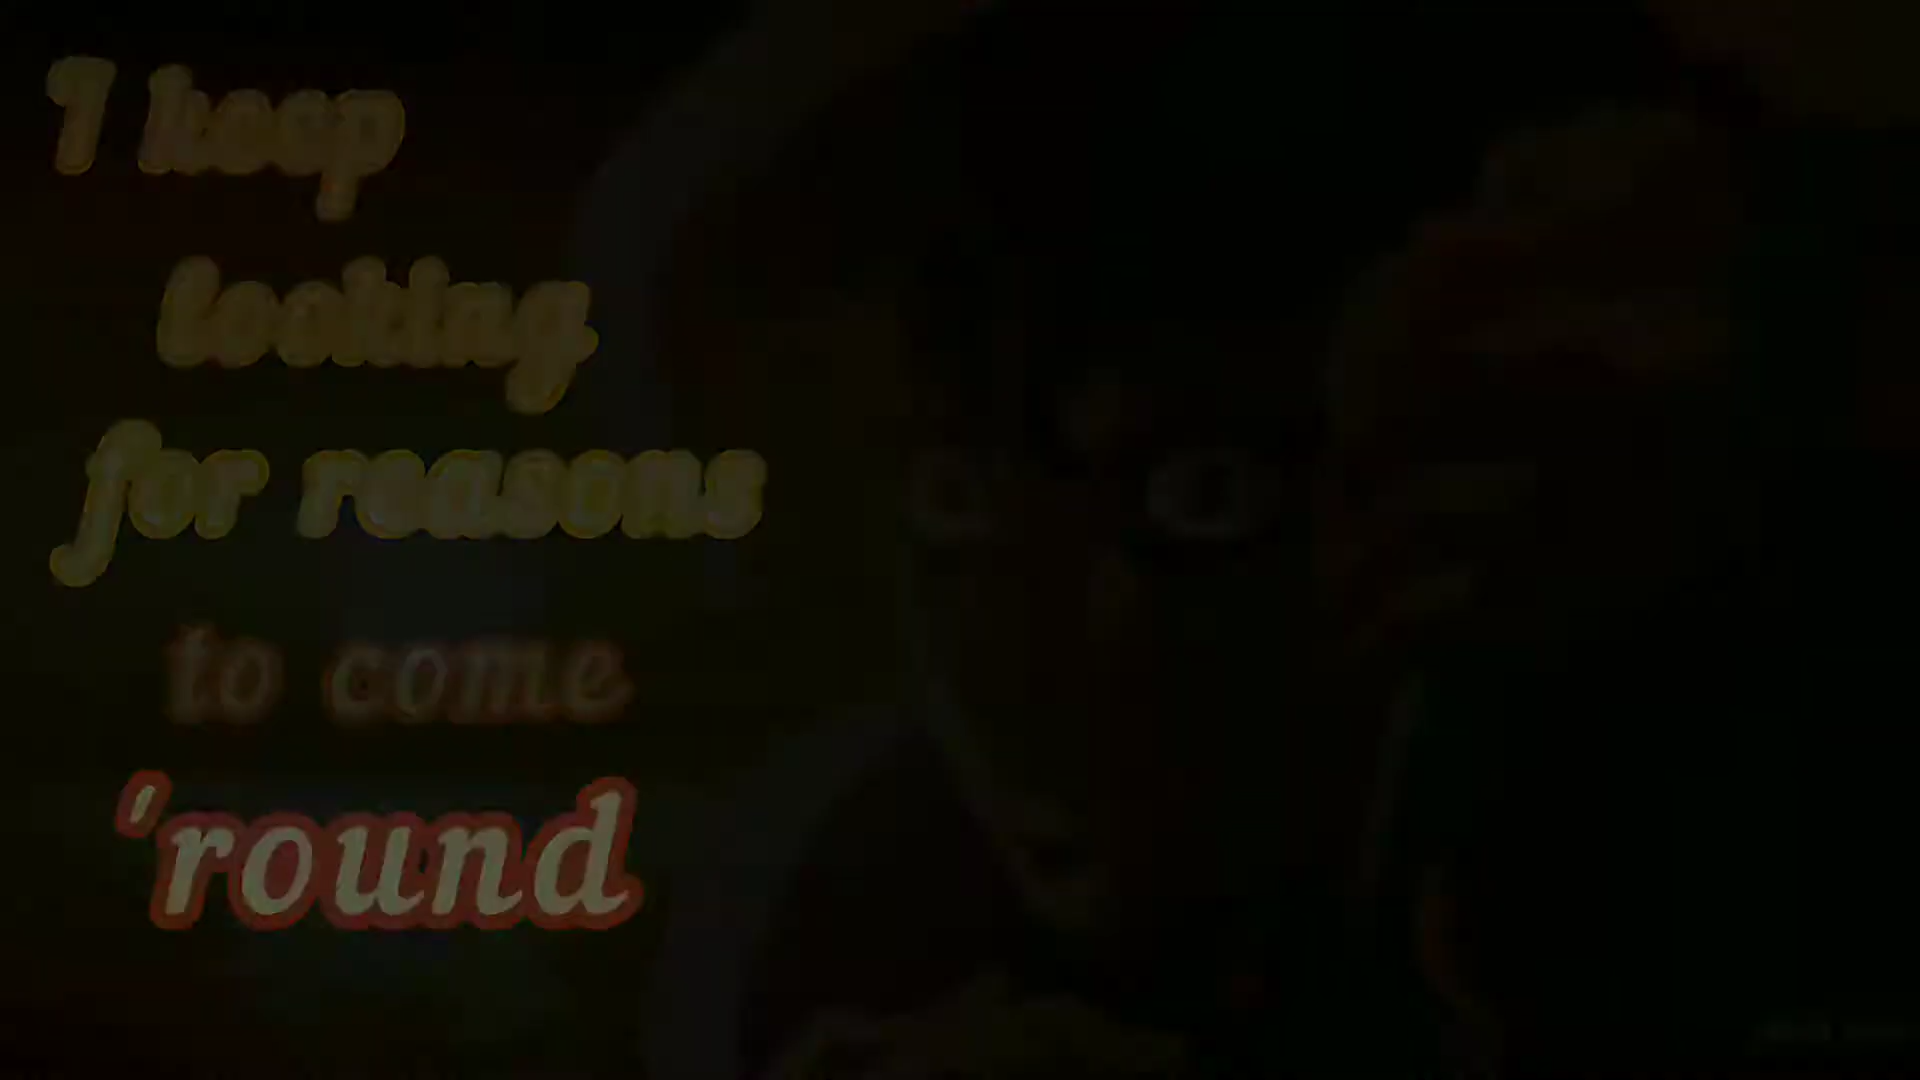 I keep
looking
for reasons
to come
'round